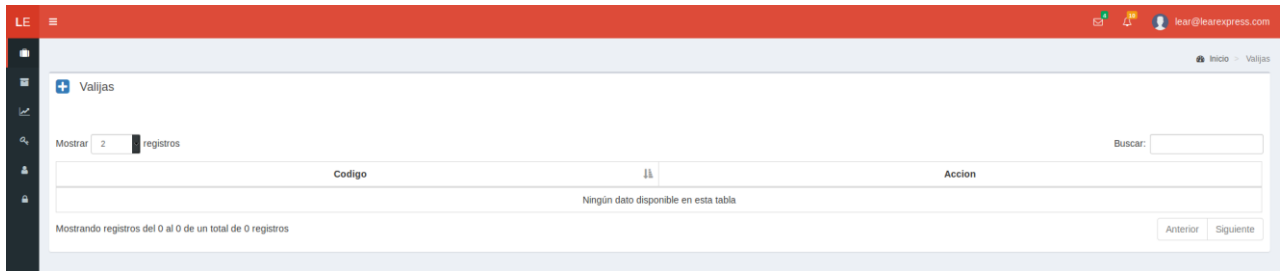 LE lear@learexpress.com
Inicio > Valijas
Valijas
Mostrar 2 registros Buscar:
Codigo Accion
Ningún dato disponible en esta tabla
Mostrando registros del 0 al 0 de un total de 0 registros Anterior Siguiente